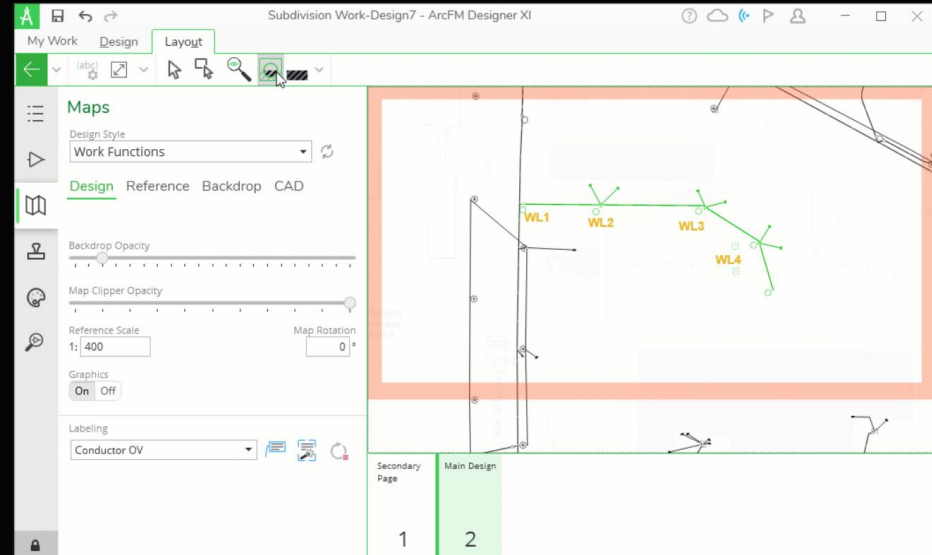 Subdivision Work-Design7 - ArcFM Designer XI
My Work Design Layout
(abc)
Maps
Design Style
Work Functions
Design Reference Backdrop CAD
Backdrop Opacity
Map Clipper Opacity
Reference Scale Map Rotation
1: 400 0 °
Graphics
On Off
Labeling
Conductor OV
WL1
WL2
WL3
WL4
Secondary Page
1
Main Design
2